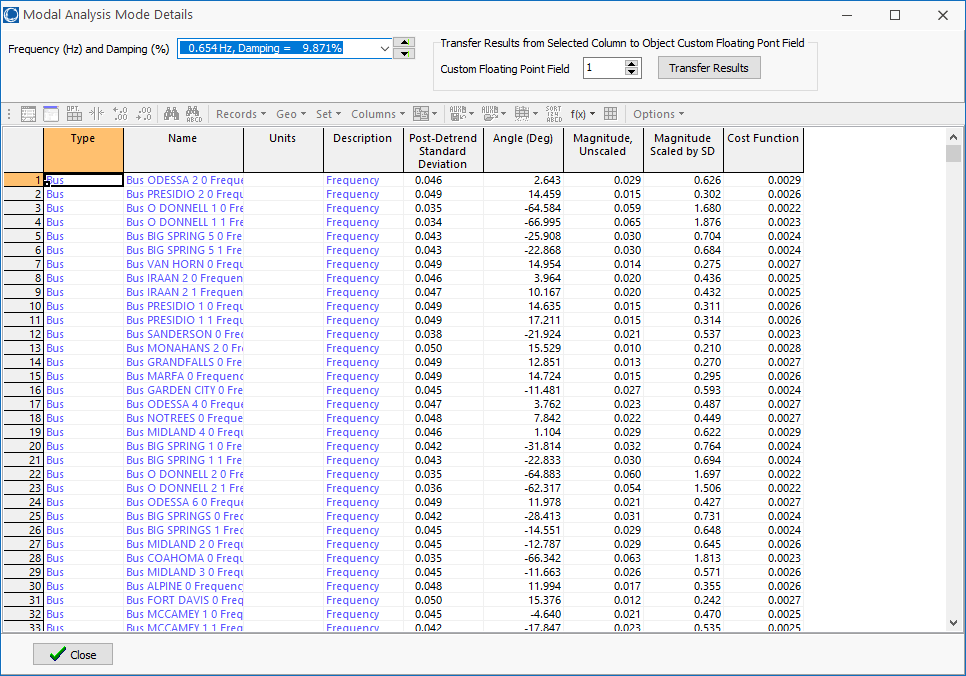 Modal Analysis Mode Details
Frequency (Hz) and Damping (%) 0.654Hz, Damping = 9.871%
Transfer Results from Selected Column to Object Custom Floating Pont Field
Custom Floating Point Field 1 Transfer Results
Records Geo Set Columns f(x) Options
Type Name Units Description Post-Detrend Standard Deviation Angle (Deg) Magnitude, Unscaled Magnitude Scaled by SD Cost Function
1 Bus Bus ODESSA 2 0 Freque Frequency 0.046 2.643 0.029 0.626 0.0029
2 Bus Bus PRESIDIO 2 0 Frequ Frequency 0.049 14.459 0.015 0.302 0.0026
3 Bus Bus O DONNELL 1 0 Fre Frequency 0.035 -64.584 0.059 1.680 0.0022
4 Bus Bus O DONNELL 1 1 Fre Frequency 0.034 -66.995 0.065 1.876 0.0023
5 Bus Bus BIG SPRING 5 0 Fre Frequency 0.043 -25.908 0.030 0.704 0.0024
6 Bus Bus BIG SPRING 5 1 Fre Frequency 0.043 -22.868 0.030 0.684 0.0024
7 Bus Bus VAN HORN 0 Frequ Frequency 0.049 14.954 0.014 0.275 0.0027
8 Bus Bus IRAAN 2 0 Frequen Frequency 0.046 3.964 0.020 0.436 0.0025
9 Bus Bus IRAAN 2 1 Frequen Frequency 0.047 10.167 0.020 0.432 0.0025
10 Bus Bus PRESIDIO 1 0 Frequ Frequency 0.049 14.635 0.015 0.311 0.0026
11 Bus Bus PRESIDIO 1 1 Frequ Frequency 0.049 17.211 0.015 0.314 0.0026
12 Bus Bus SANDERSON 0 Freq Frequency 0.038 -21.924 0.021 0.537 0.0023
13 Bus Bus MONAHANS 2 0 Fr Frequency 0.050 15.529 0.010 0.210 0.0028
14 Bus Bus GRANDFALLS 0 Fre Frequency 0.049 12.851 0.013 0.270 0.0027
15 Bus Bus MARFA 0 Frequenc Frequency 0.049 14.724 0.015 0.295 0.0026
16 Bus Bus GARDEN CITY 0 Fre Frequency 0.045 -11.481 0.027 0.593 0.0024
17 Bus Bus ODESSA 4 0 Freque Frequency 0.047 3.762 0.023 0.487 0.0027
18 Bus Bus NOTREES 0 Freque Frequency 0.048 7.842 0.022 0.449 0.0027
19 Bus Bus MIDLAND 4 0 Freq Frequency 0.046 1.104 0.029 0.622 0.0029
20 Bus Bus BIG SPRING 1 0 Fre Frequency 0.042 -31.814 0.032 0.764 0.0024
21 Bus Bus BIG SPRING 1 1 Fre Frequency 0.043 -22.833 0.030 0.694 0.0024
22 Bus Bus O DONNELL 2 0 Fre Frequency 0.035 -64.883 0.060 1.697 0.0022
23 Bus Bus O DONNELL 2 1 Fre Frequency 0.036 -62.317 0.054 1.506 0.0022
24 Bus Bus ODESSA 6 0 Freque Frequency 0.049 11.978 0.021 0.427 0.0027
25 Bus Bus BIG SPRINGS 0 Frec Frequency 0.042 -28.413 0.031 0.731 0.0024
26 Bus Bus BIG SPRINGS 1 Frec Frequency 0.045 -14.551 0.029 0.648 0.0024
27 Bus Bus MIDLAND 2 0 Freq Frequency 0.045 -12.787 0.029 0.645 0.0026
28 Bus Bus COAHOMA 0 Frequ Frequency 0.035 -66.342 0.063 1.813 0.0023
29 Bus Bus MIDLAND 3 0 Freq Frequency 0.045 -11.663 0.026 0.571 0.0026
30 Bus Bus ALPINE 0 Frequency Frequency 0.048 11.994 0.017 0.355 0.0026
31 Bus Bus FORT DAVIS 0 Freq Frequency 0.050 15.376 0.012 0.242 0.0027
32 Bus Bus MCCAMEY 1 0 Freq Frequency 0.045 -4.640 0.021 0.470 0.0025
33 Bus Bus MCCAMEY 1 1 Freq Frequency 0.042 -17.847 0.023 0.535 0.0025
Close